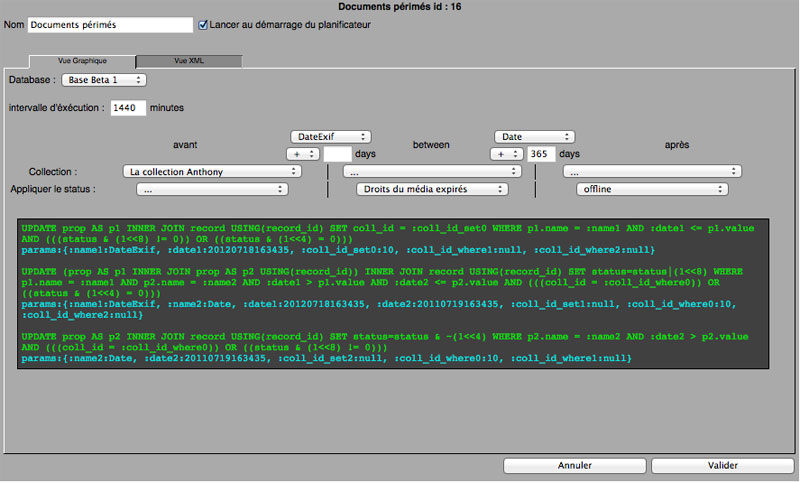 Documents périmés id : 16
Nom Documents périmés Lancer au démarrage du planificateur
Vue Graphique Vue XML
Database : Base Beta 1
intervalle d'éxécution : 1440 minutes
avant DateExif between Date après
+ days + 365 days
Collection : La collection Anthony ... ...
Appliquer le status : ... Droits du média expirés offline
UPDATE prop AS p1 INNER JOIN record USING(record_id) SET coll_id = :coll_id_set0 WHERE p1.name = :name1 AND :date1 <= p1.value
AND (((status & (1<<8) != 0)) OR ((status & (1<<4) = 0)))
params:{:name1:DateExif, :date1:20120718163435, :coll_id_set0:10, :coll_id_where1:null, :coll_id_where2:null}
UPDATE (prop AS p1 INNER JOIN prop AS p2 USING(record_id)) INNER JOIN record USING(record_id) SET status=status|(1<<8) WHERE
p1.name = :name1 AND p2.name = :name2 AND :date1 > p1.value AND :date2 <= p2.value AND (((coll_id = :coll_id_where0)) OR
((status & (1<<4) = 0)))
params:{:name1:DateExif, :name2:Date, :date1:20120718163435, :date2:20110719163435, :coll_id_set1:null, :coll_id_where0:10,
:coll_id_where2:null}
UPDATE prop AS p2 INNER JOIN record USING(record_id) SET status=status & ~(1<<4) WHERE p2.name = :name2 AND :date2 > p2.value
AND (((coll_id = :coll_id_where0)) OR ((status & (1<<8) != 0)))
params:{:name2:Date, :date2:20110719163435, :coll_id_set2:null, :coll_id_where0:10, :coll_id_where1:null}
Annuler Valider